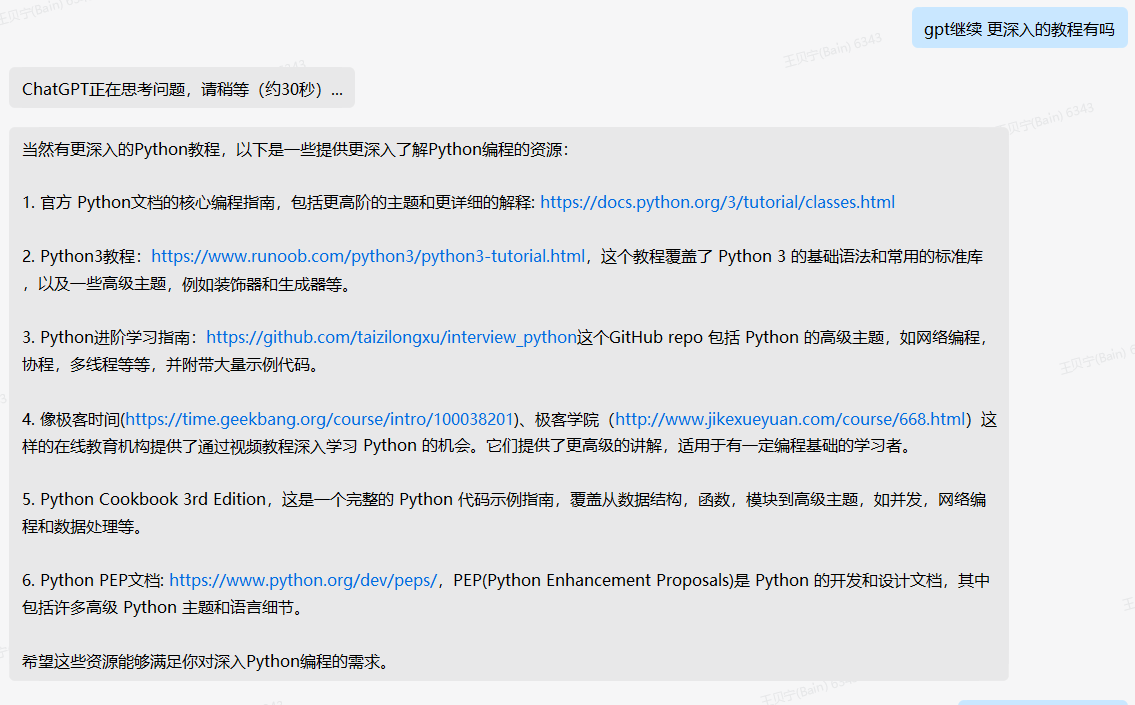 王贝宁(Bain) 6343
gpt继续 更深入的教程有吗
王贝宁(Bain) 6343
ChatGPT正在思考问题，请稍等（约30秒）...
王贝宁(Bain) 6343
当然有更深入的Python教程，以下是一些提供更深入了解Python编程的资源：
1. 官方 Python文档的核心编程指南，包括更高阶的主题和更详细的解释: https://docs.python.org/3/tutorial/classes.html
2. Python3教程：https://www.runoob.com/python3/python3-tutorial.html，这个教程覆盖了 Python 3 的基础语法和常用的标准库
，以及一些高级主题，例如装饰器和生成器等。
3. Python进阶学习指南：https://github.com/taizilongxu/interview_python这个GitHub repo 包括 Python 的高级主题，如网络编程，
协程，多线程等等，并附带大量示例代码。
王贝宁(Bain) 6
4. 像极客时间(https://time.geekbang.org/course/intro/100038201)、极客学院（http://www.jikexueyuan.com/course/668.html）这
样的在线教育机构提供了通过视频教程深入学习 Python 的机会。它们提供了更高级的讲解，适用于有一定编程基础的学习者。
5. Python Cookbook 3rd Edition，这是一个完整的 Python 代码示例指南，覆盖从数据结构，函数，模块到高级主题，如并发，网络编
程和数据处理等。
6. Python PEP文档: https://www.python.org/dev/peps/，PEP(Python Enhancement Proposals)是 Python 的开发和设计文档，其中
包括许多高级 Python 主题和语言细节。
希望这些资源能够满足你对深入Python编程的需求。
王贝宁(Bain) 6343